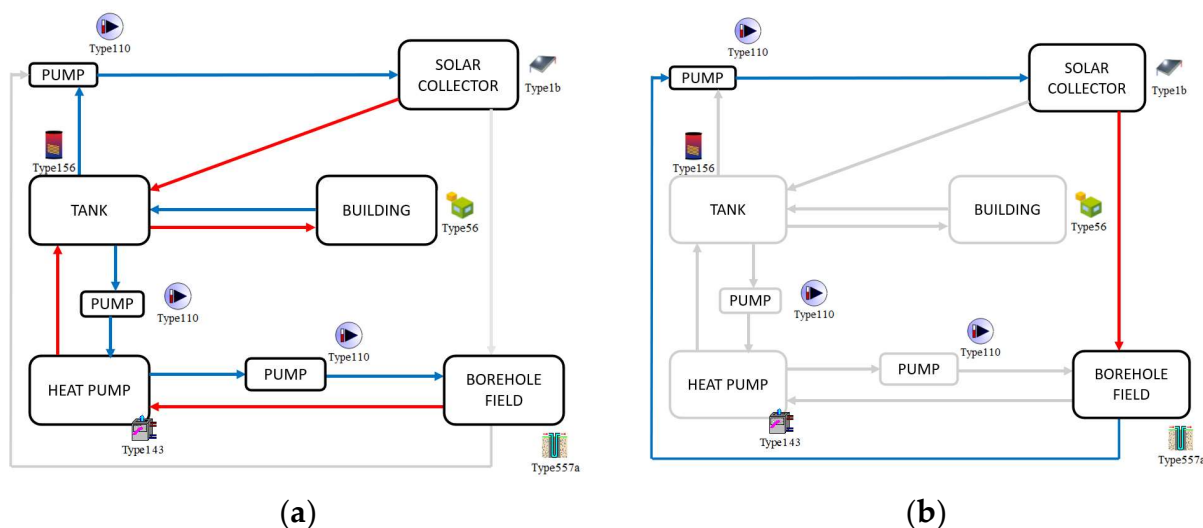 Type110
PUMP
SOLAR
COLLECTOR
Type1b
Type156
TANK
BUILDING
Type56
PUMP
Type110
Type110
HEAT PUMP
PUMP
BOREHOLE
FIELD
Type143
Type557a
(a)
Type110
PUMP
SOLAR
COLLECTOR
Type1b
Type156
TANK
BUILDING
Type56
PUMP
Type110
Type110
HEAT PUMP
PUMP
BOREHOLE
FIELD
Type143
Type557a
(b)